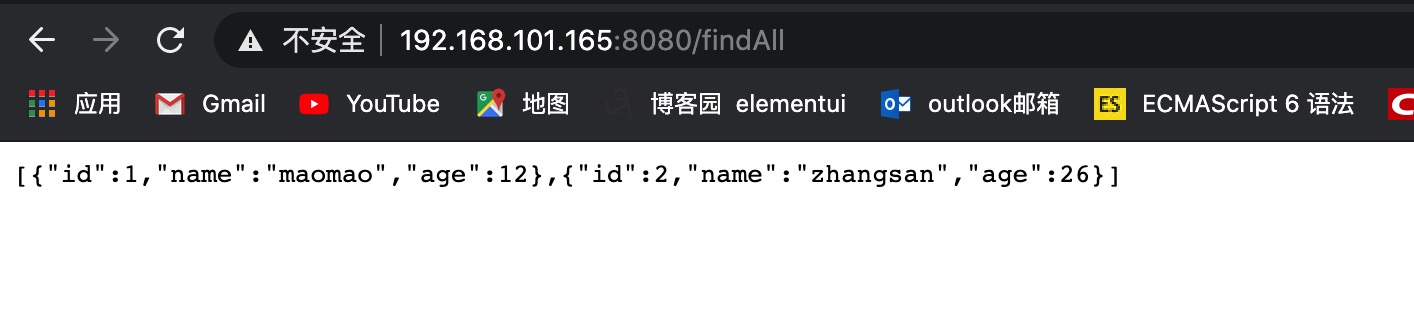 不安全 192.168.101.165:8080/findAll
应用 Gmail YouTube 地图 博客园 elementui outlook邮箱 ES ECMAScript 6 语法
[{"id":1,"name":"maomao","age":12},{"id":2,"name":"zhangsan","age":26}]